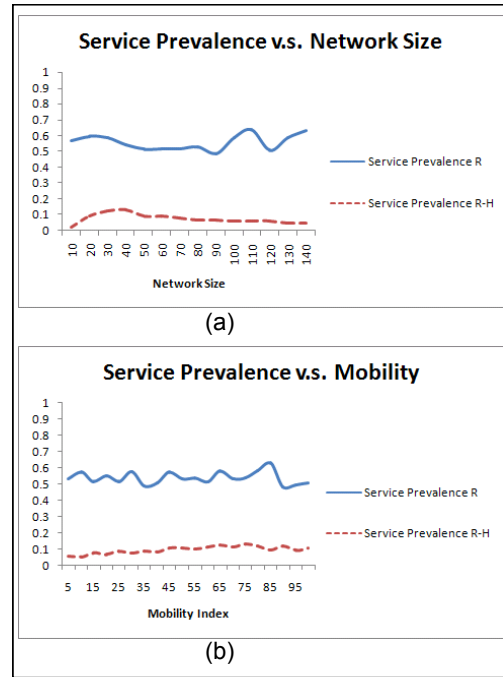 Service Prevalence v.s. Network Size
1
0.9
0.8
0.7
0.6
0.5
0.4
0.3
0.2
0.1
0
10 20 30 40 50 60 70 80 90 100 110 120 130 140
Network Size
Service Prevalence R
Service Prevalence R-H
(a)
Service Prevalence v.s. Mobility
1
0.9
0.8
0.7
0.6
0.5
0.4
0.3
0.2
0.1
0
5 15 25 35 45 55 65 75 85 95
Mobility Index
Service Prevalence R
Service Prevalence R-H
(b)